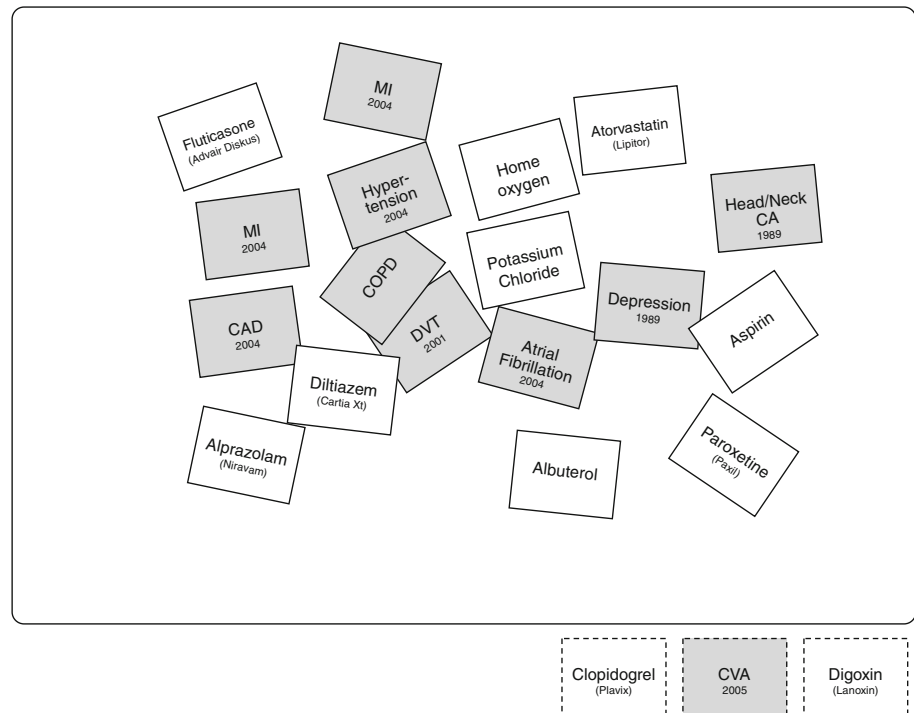 MI
2004
Fluticasone
(Advair Diskus)
Atorvastatin
(Lipitor)
Home
oxygen
Hyper-
tension
2004
Head/Neck
CA
1989
MI
2004
Potassium
Chloride
COPD
Depression
1989
CAD
2004
DVT
2001
Aspirin
Atrial
Fibrillation
2004
Diltiazem
(Cartia Xt)
Alprazolam
(Niravam)
Albuterol
Paroxetine
(Paxil)
Clopidogrel
(Plavix)
CVA
2005
Digoxin
(Lanoxin)